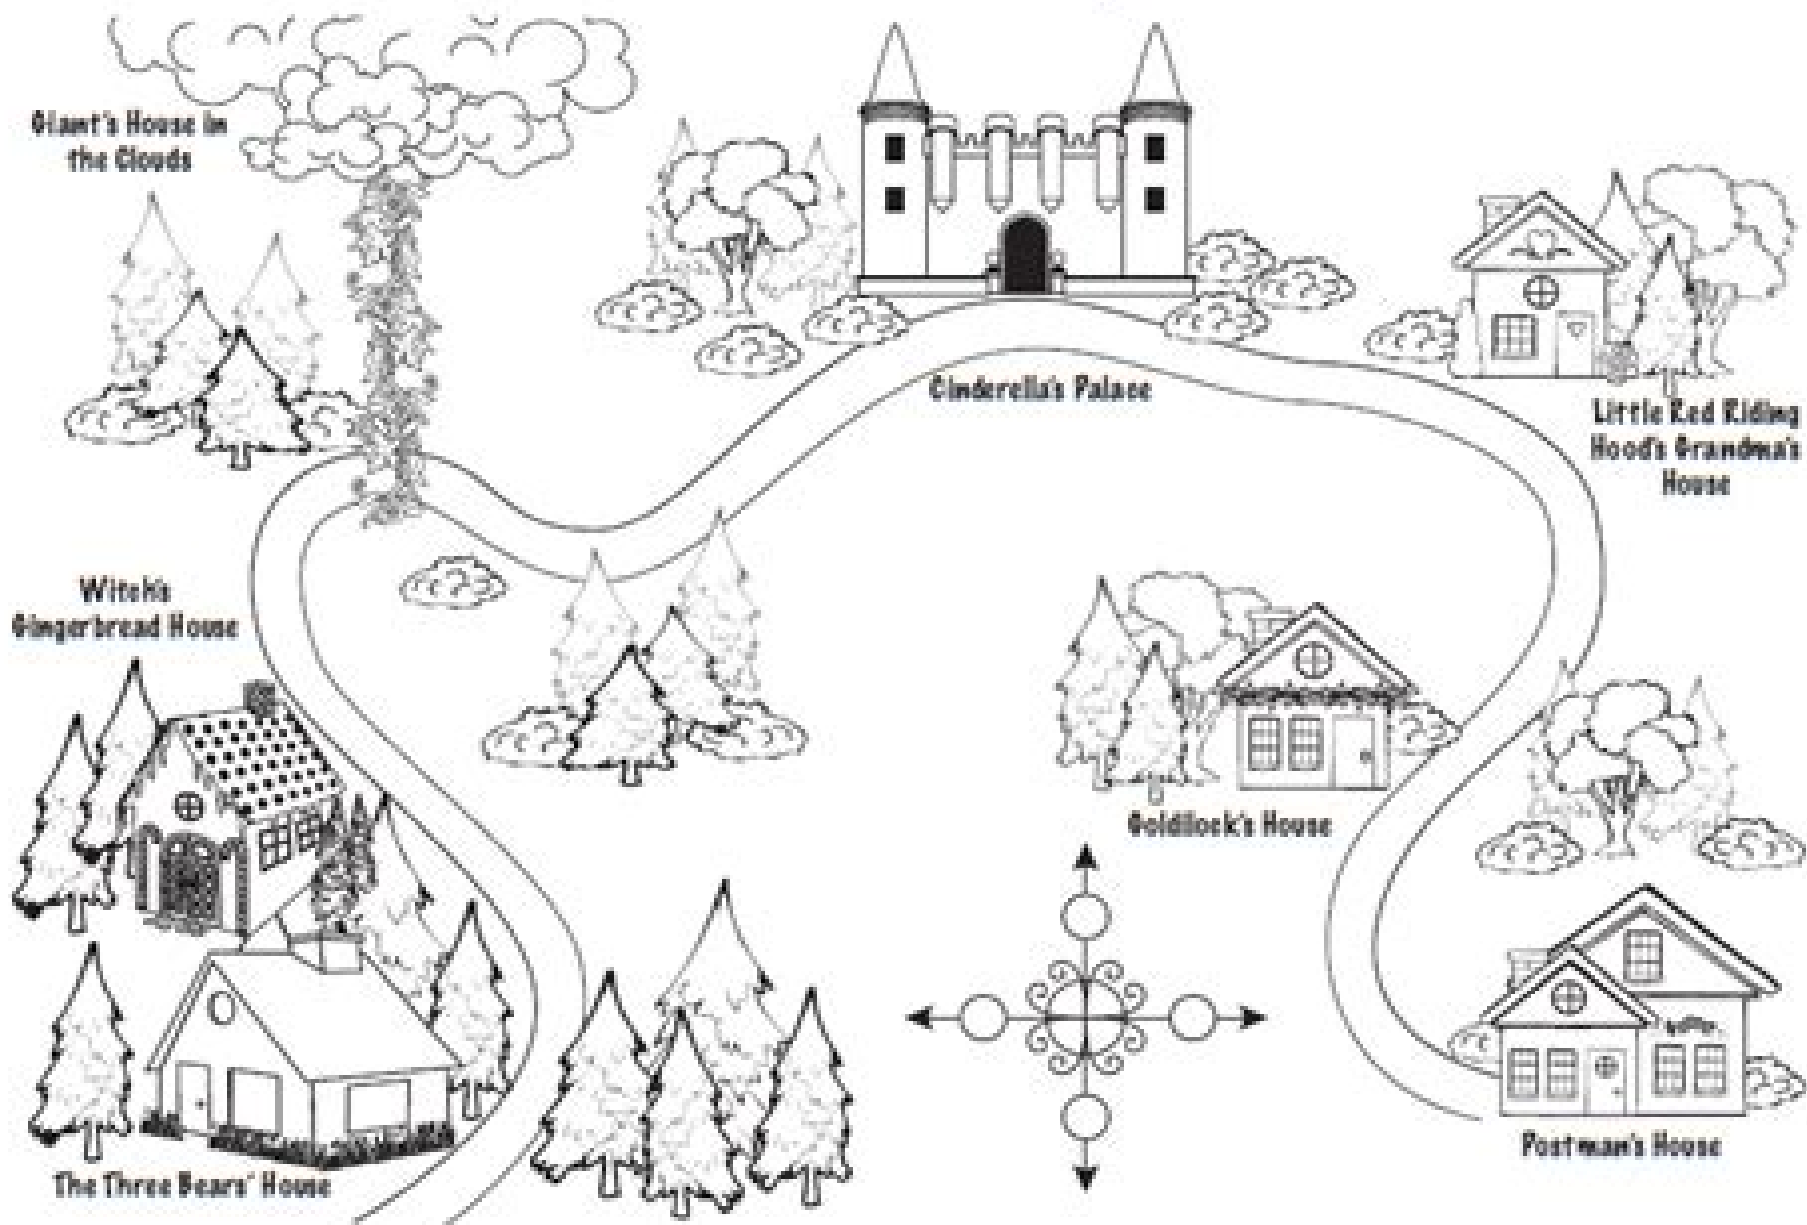 Giant's House in
the Clouds
Cinderella's Palace
Little Red Riding
Hood's Grandma's
House
Witch's
Gingerbread House
Goldilock's House
The Three Bears' House
Postman's House